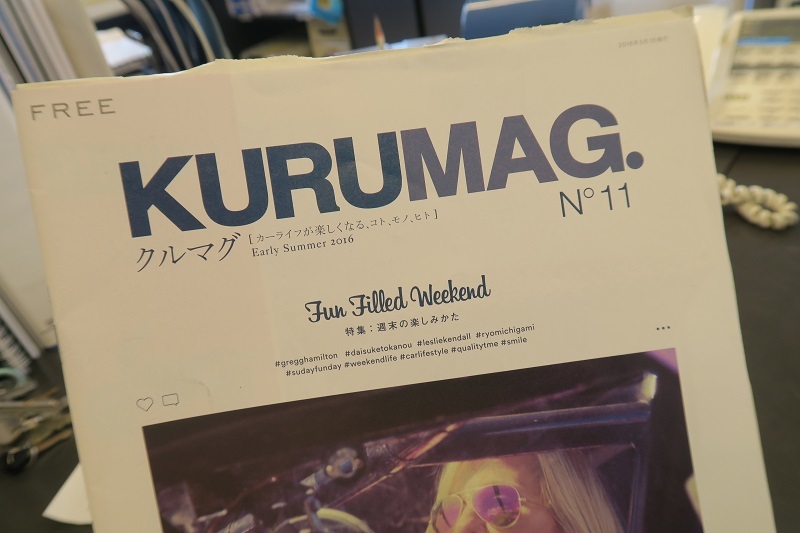 FREE
KURUMAG.
N° 11
クルマグ
[ カーライフが楽しくなる、コト、モノ、ヒト ]
Early Summer 2016
Fun Filled Weekend
特集：週末の楽しみかた
#gregghamilton #daisuketokanou #lesliekendall #ryomichigami
#sudayfunday #weekendlife #carlifestyle #qualitytme #smile